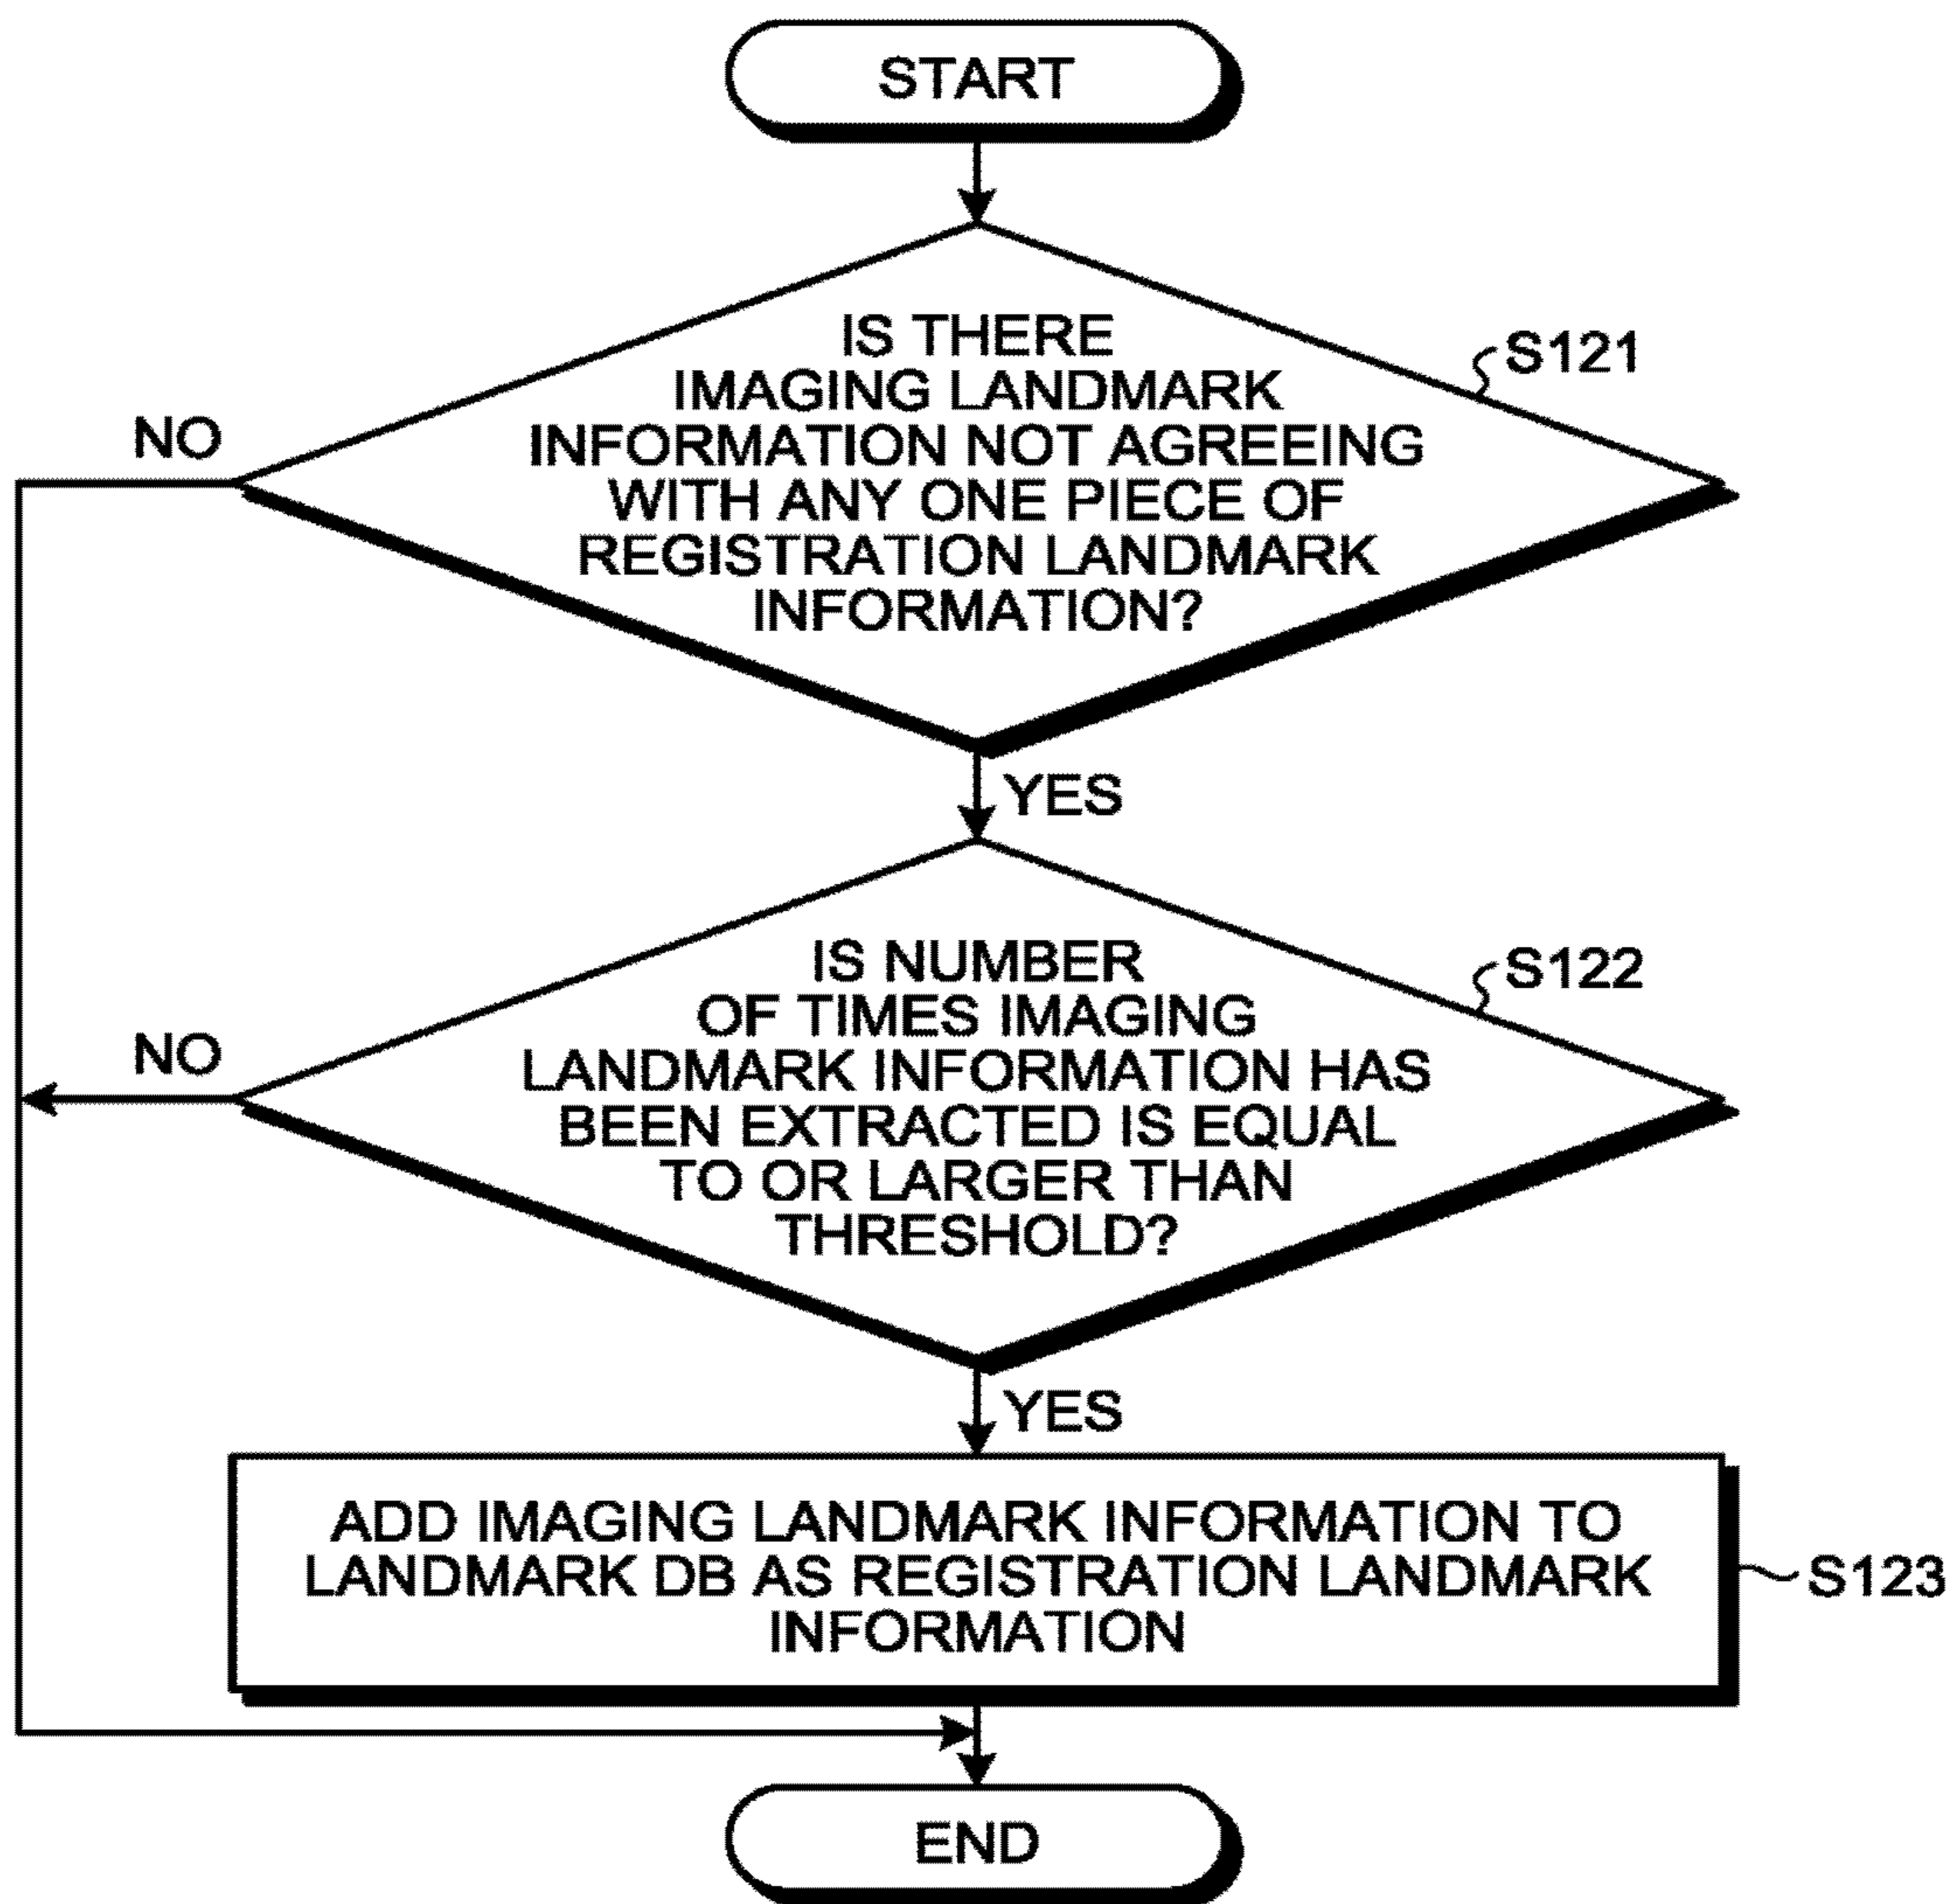 START
IS THERE
IMAGING LANDMARK
INFORMATION NOT AGREEING
WITH ANY ONE PIECE OF
REGISTRATION LANDMARK
INFORMATION?
S121
NO
YES
IS NUMBER
OF TIMES IMAGING
LANDMARK INFORMATION HAS
BEEN EXTRACTED IS EQUAL
TO OR LARGER THAN
THRESHOLD?
S122
NO
YES
ADD IMAGING LANDMARK INFORMATION TO
LANDMARK DB AS REGISTRATION LANDMARK
INFORMATION
S123
END